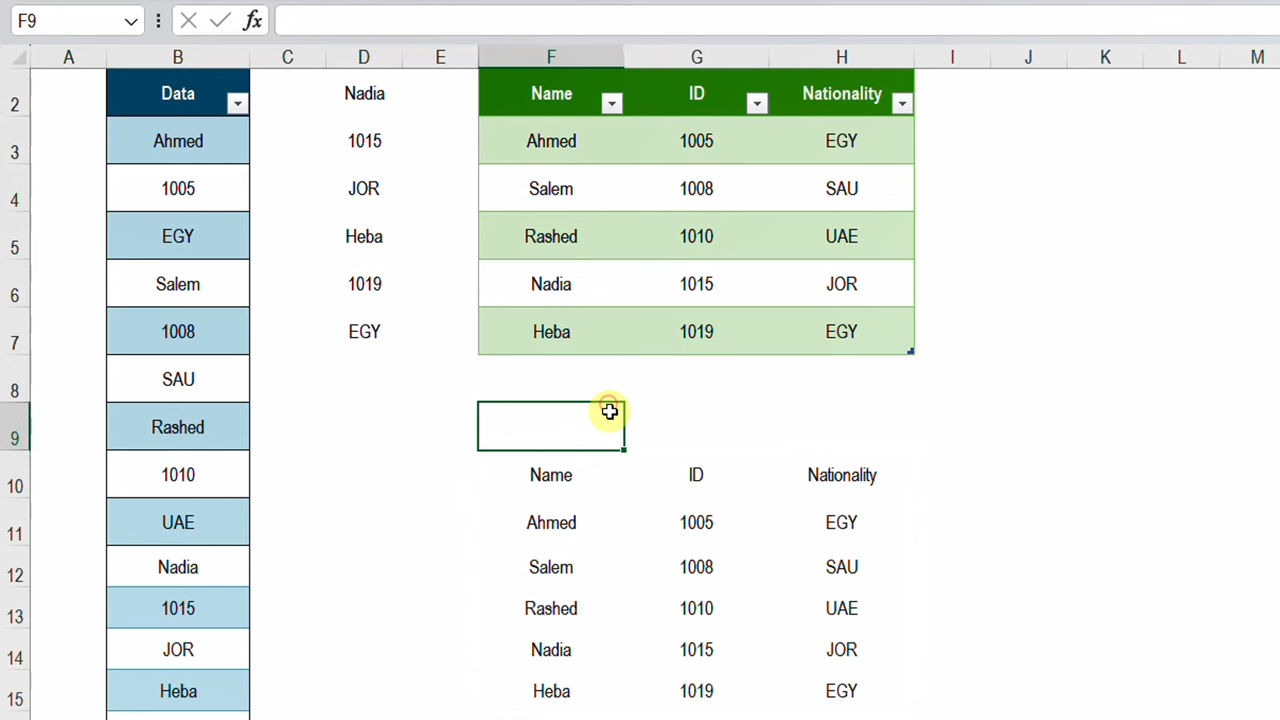 F9 fx
A B C D E F G H I J K L M
2 Data Nadia Name ID Nationality
3 Ahmed 1015 Ahmed 1005 EGY
4 1005 JOR Salem 1008 SAU
5 EGY Heba Rashed 1010 UAE
6 Salem 1019 Nadia 1015 JOR
7 1008 EGY Heba 1019 EGY
8 SAU
9 Rashed
10 1010 Name ID Nationality
11 UAE Ahmed 1005 EGY
12 Nadia Salem 1008 SAU
13 1015 Rashed 1010 UAE
14 JOR Nadia 1015 JOR
15 Heba Heba 1019 EGY